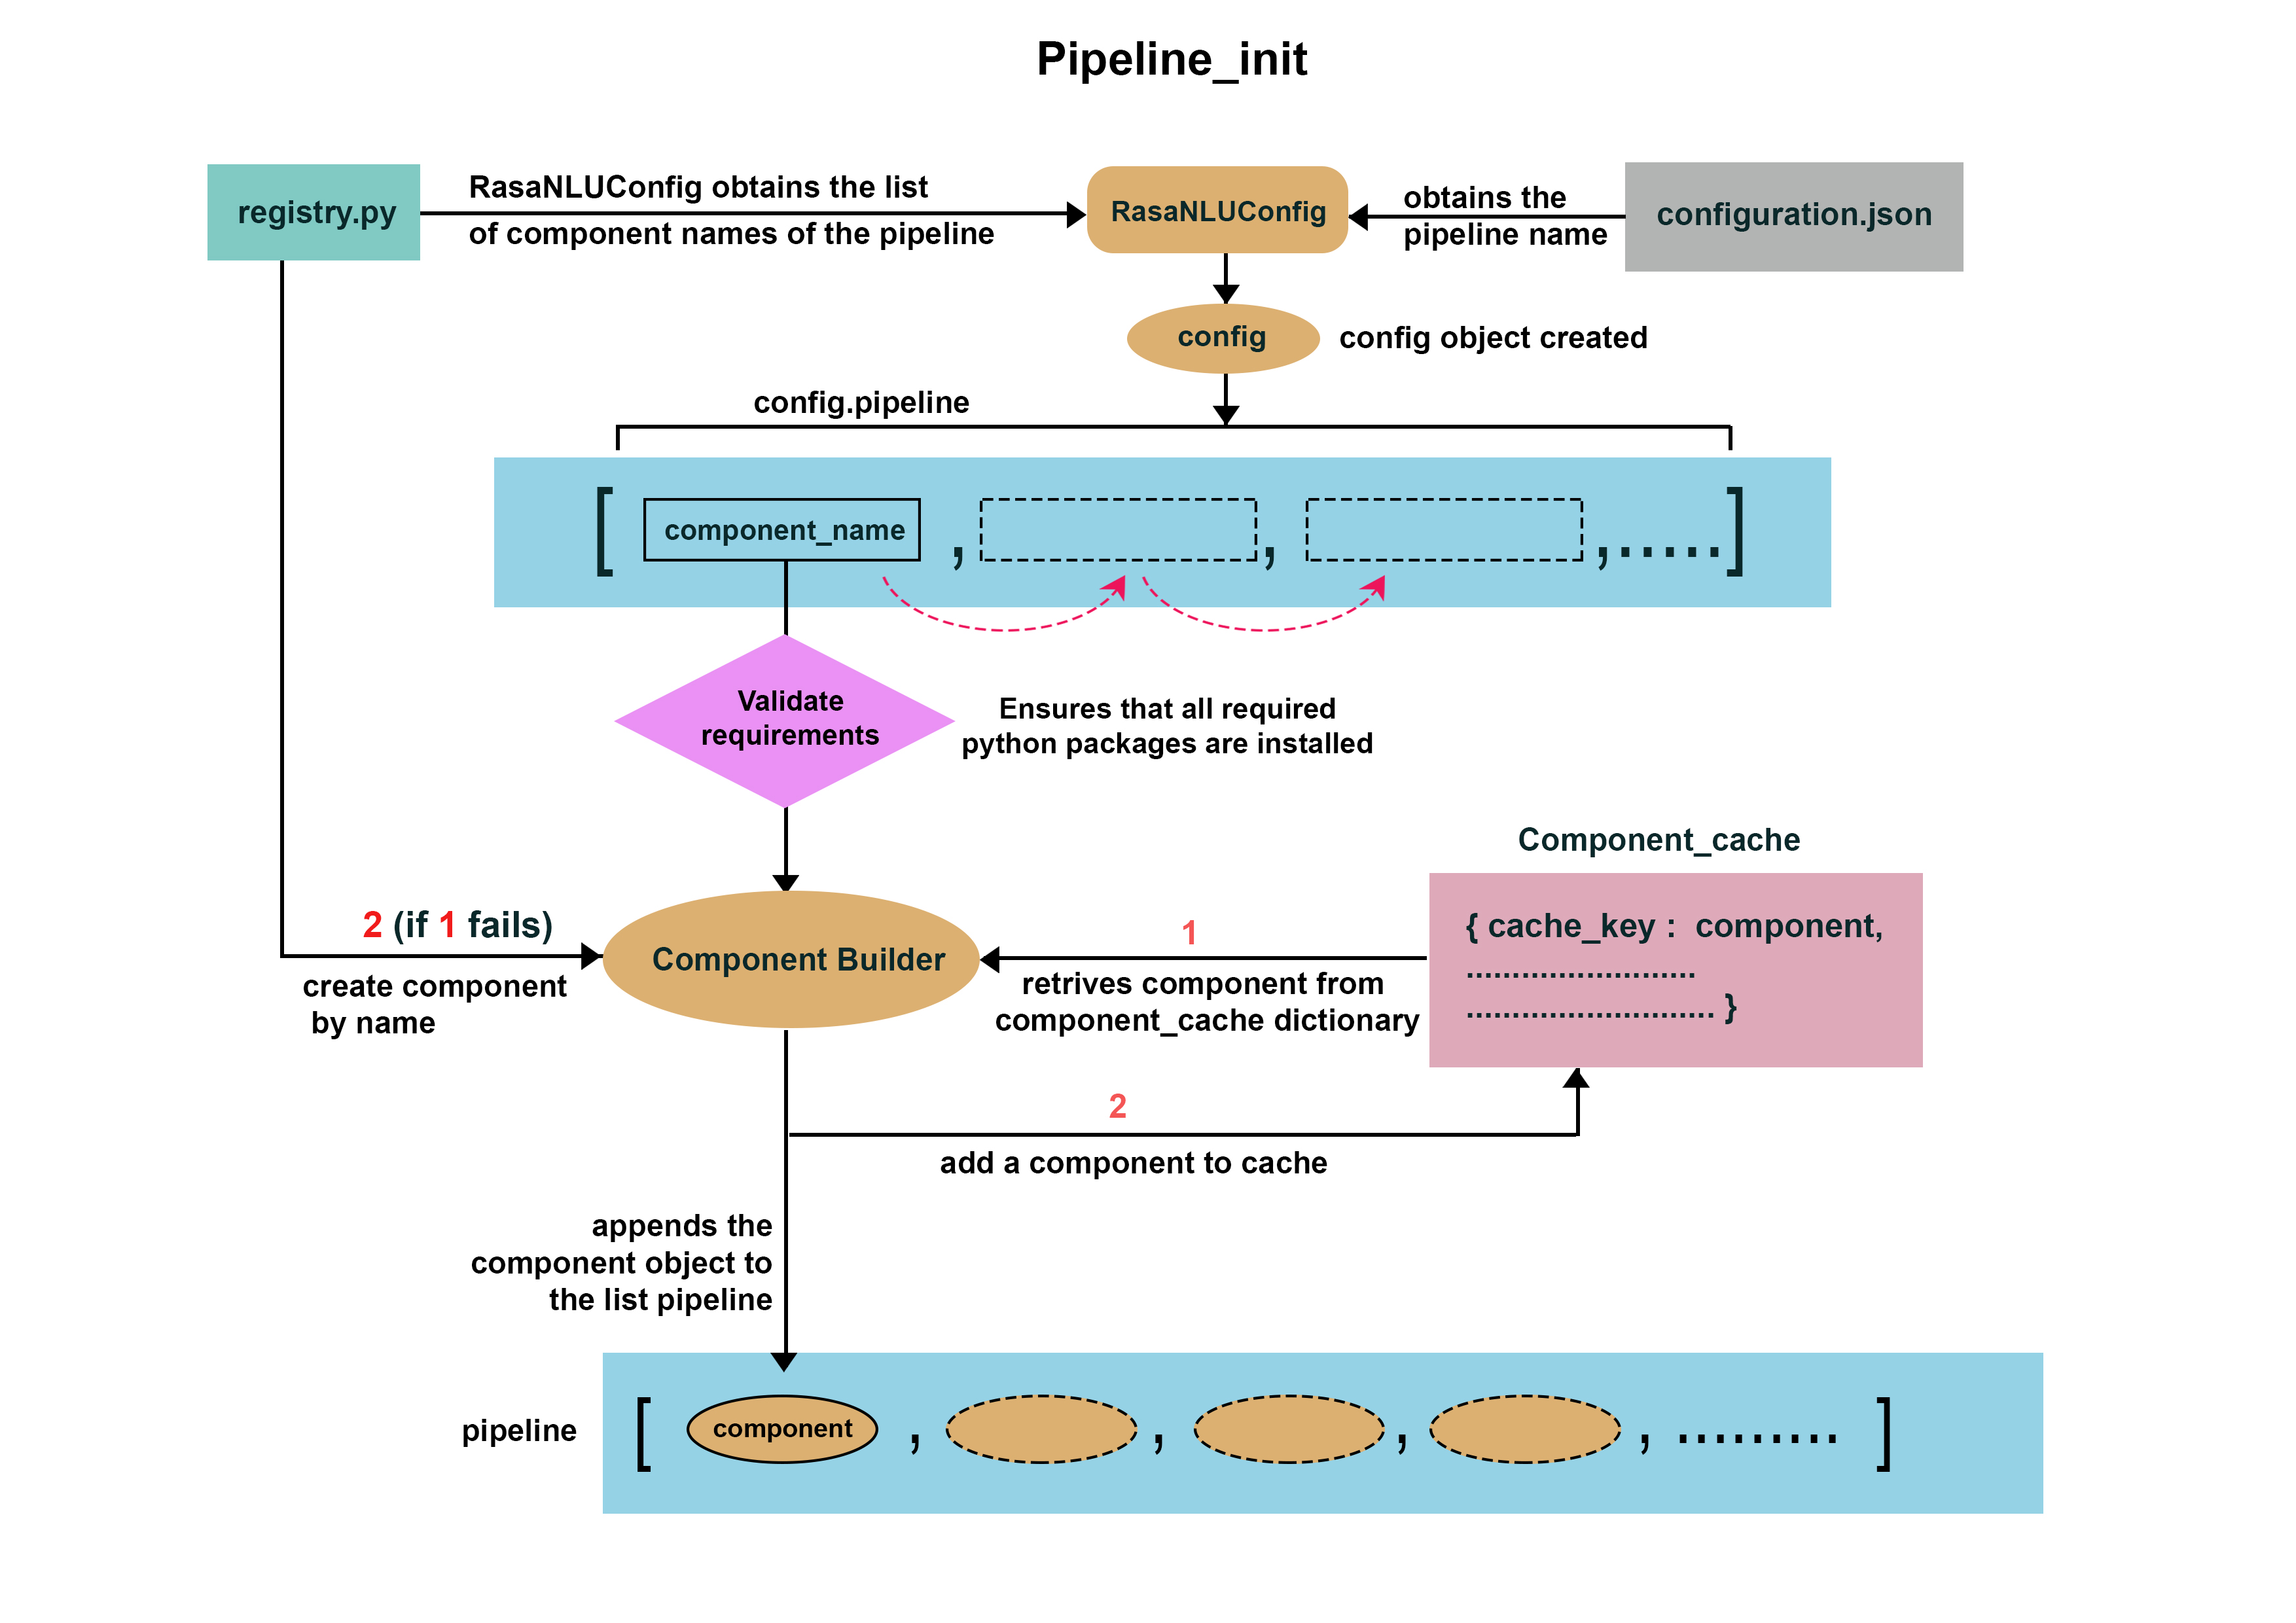 Pipeline_init
registry.py
RasaNLUConfig obtains the list
of component names of the pipeline
RasaNLUConfig
obtains the
pipeline name
configuration.json
config
config object created
config.pipeline
[ component_name , , ,.....]
Validate
requirements
Ensures that all required
python packages are installed
Component_cache
{ cache_key : component,
.........................
........................... }
2 (if 1 fails)
create component
by name
Component Builder
1
retrives component from
component_cache dictionary
2
add a component to cache
appends the
component object to
the list pipeline
pipeline
[ component , , , , ......... ]